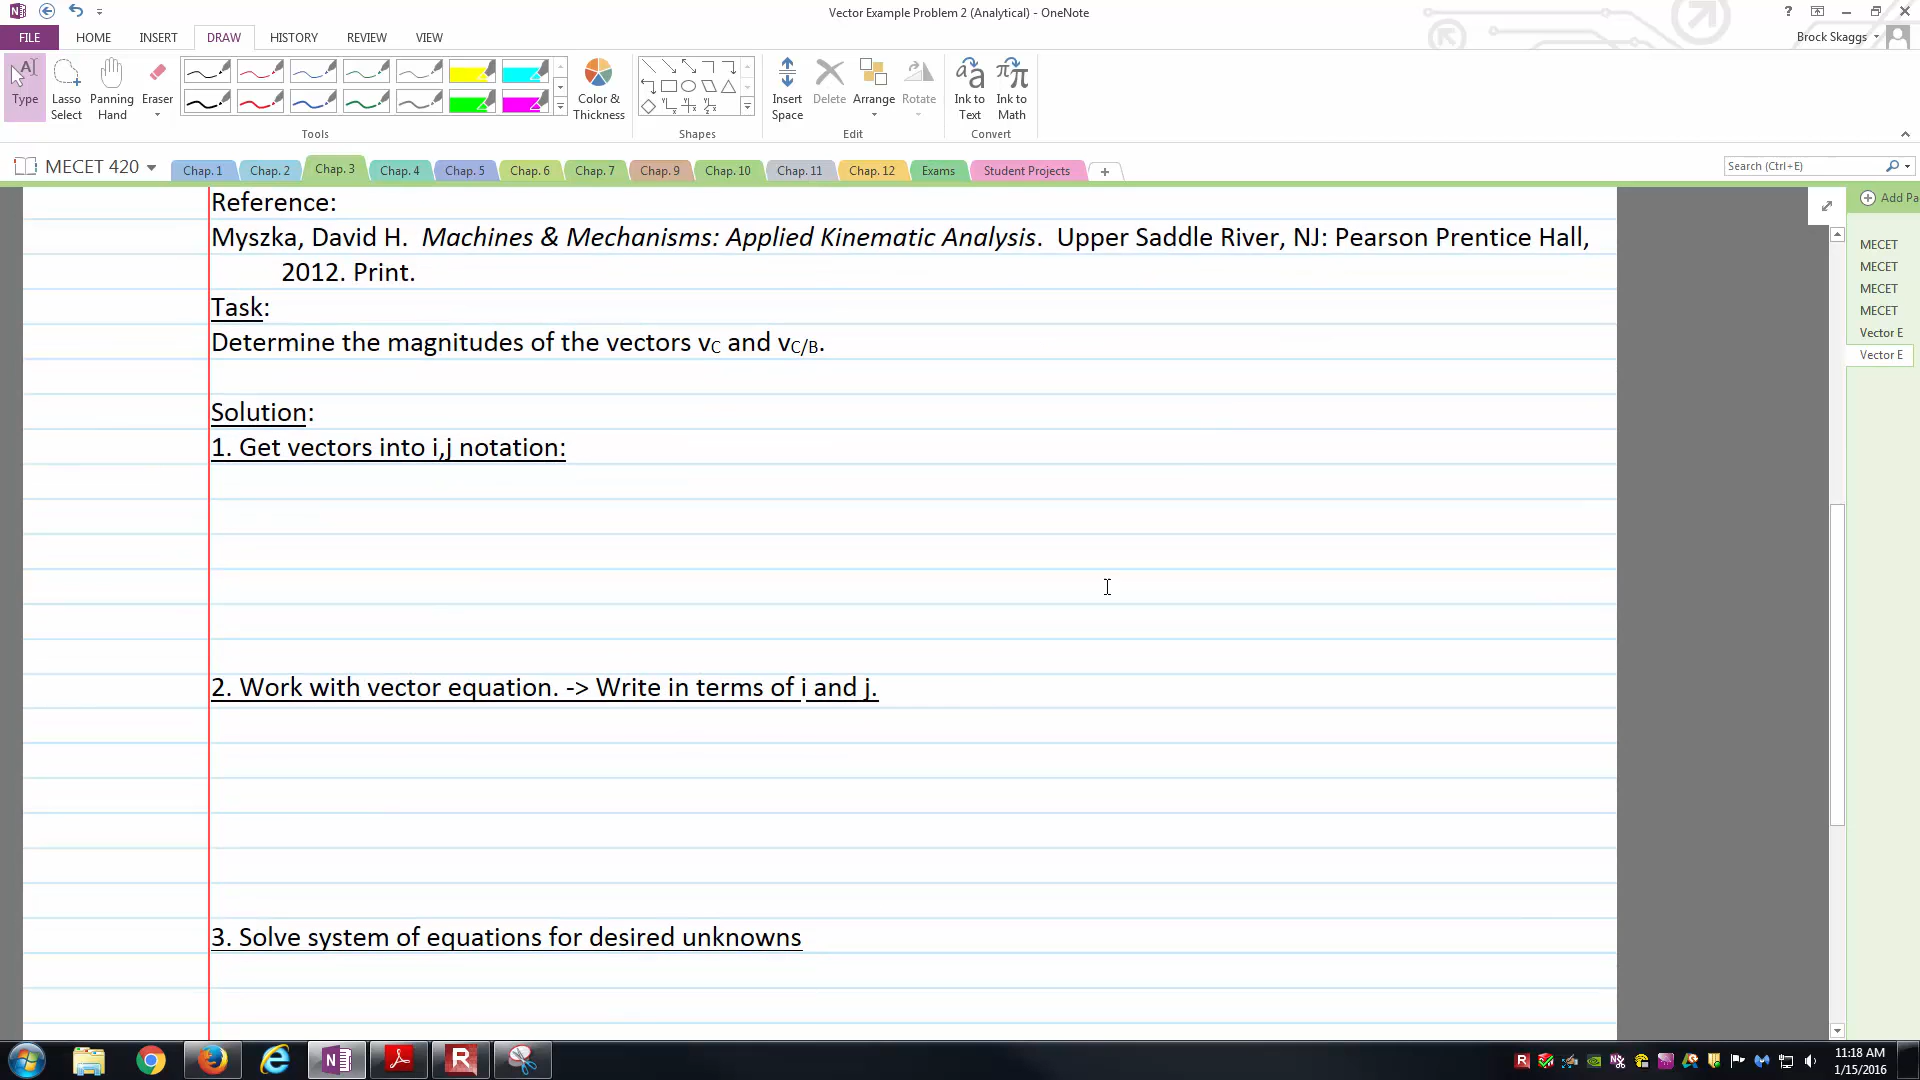 Vector Example Problem 2 (Analytical) - OneNote
?
FILE HOME INSERT DRAW HISTORY REVIEW VIEW
Brock Skaggs
Type
Lasso Select
Panning Hand
Eraser
Color & Thickness
Insert Space
Delete
Arrange
Rotate
Ink to Text
Ink to Math
Tools
Shapes
Edit
Convert
MECET 420
Chap. 1 Chap. 2 Chap. 3 Chap. 4 Chap. 5 Chap. 6 Chap. 7 Chap. 9 Chap. 10 Chap. 11 Chap. 12 Exams Student Projects +
Search (Ctrl+E)
Add Pa
MECET
MECET
MECET
MECET
Vector E
Vector E
Reference:
Myszka, David H. Machines & Mechanisms: Applied Kinematic Analysis. Upper Saddle River, NJ: Pearson Prentice Hall,
2012. Print.
Task:
Determine the magnitudes of the vectors vC and vC/B.
Solution:
1. Get vectors into i,j notation:
2. Work with vector equation. -> Write in terms of i and j.
3. Solve system of equations for desired unknowns
11:18 AM
1/15/2016